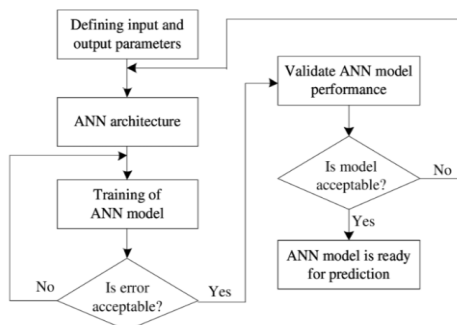 Defining input and
output parameters
ANN architecture
Training of
ANN model
Is error
acceptable?
No
Yes
Validate ANN model
performance
Is model
acceptable?
No
Yes
ANN model is ready
for prediction